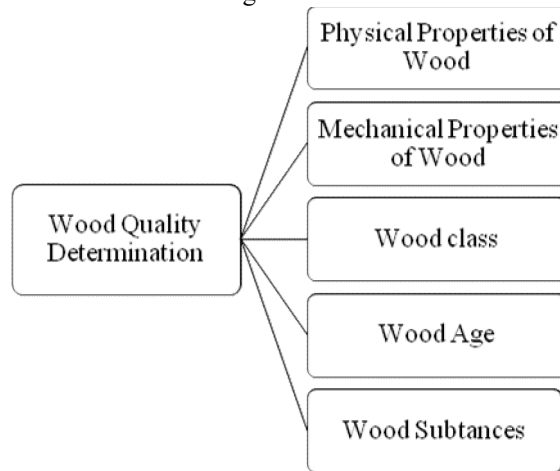 Physical Properties of
Wood
Mechanical Properties
of Wood
Wood Quality
Determination
Wood class
Wood Age
Wood Subtances